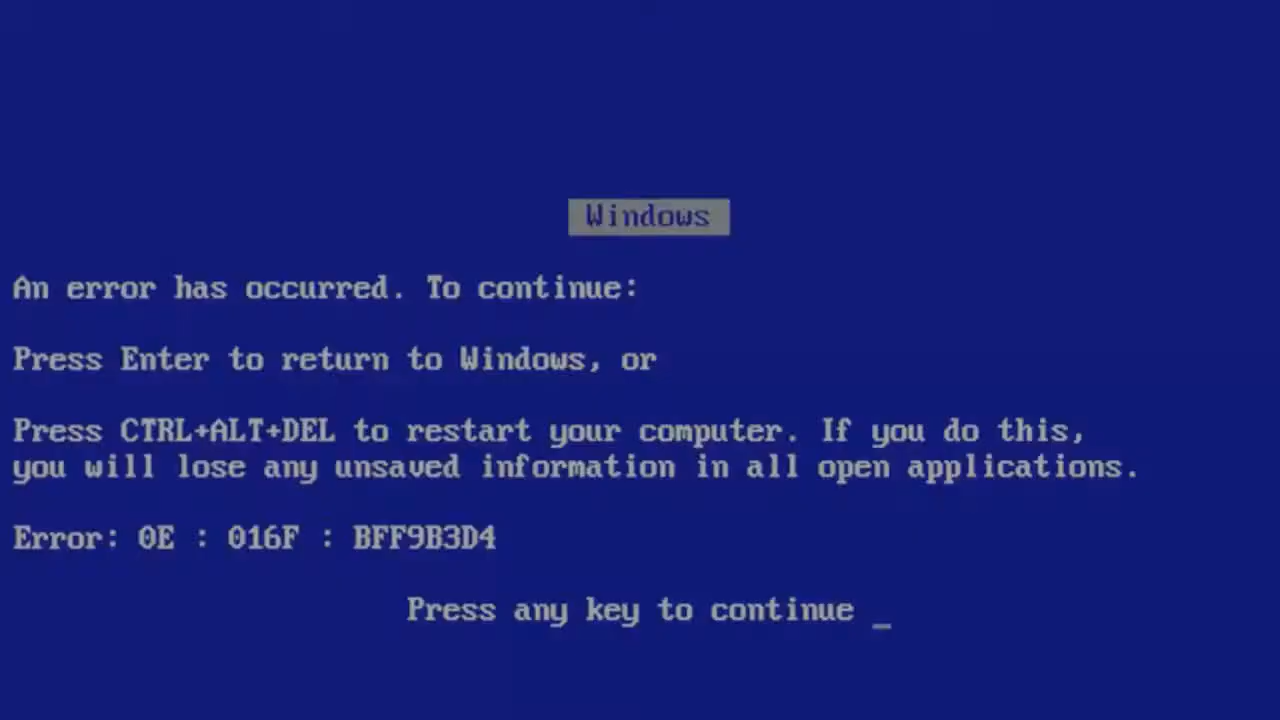 Windows
An error has occurred. To continue:
Press Enter to return to Windows, or
Press CTRL+ALT+DEL to restart your computer. If you do this,
you will lose any unsaved information in all open applications.
Error: 0E : 016F : BFF9B3D4
Press any key to continue _